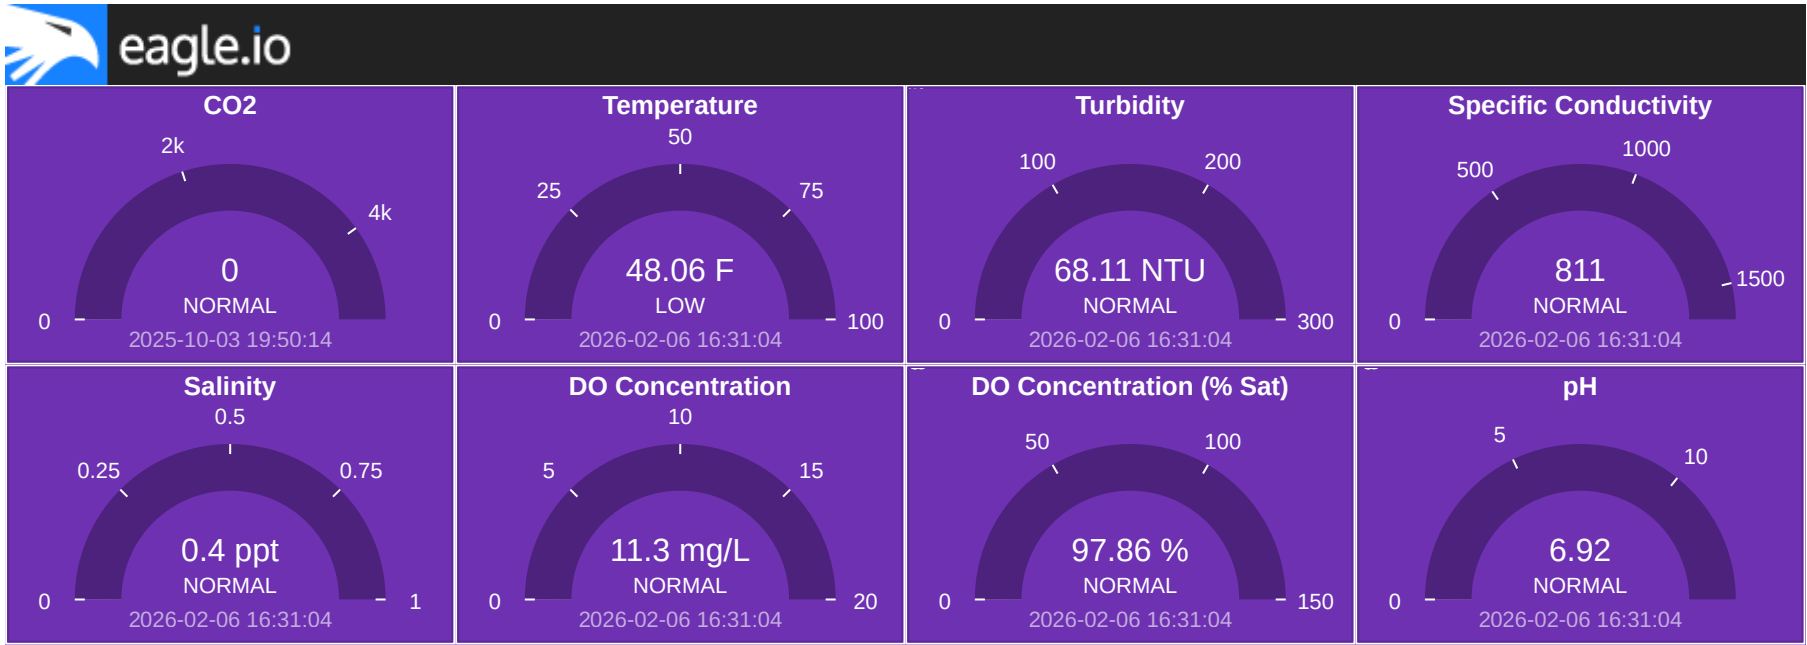 eagle.io
CO2
2k
4k
0
0
NORMAL
2025-10-03 19:50:14
Temperature
50
25
75
48.06 F
LOW
0
100
2026-02-06 16:31:04
Turbidity
100
200
68.11 NTU
NORMAL
0
300
2026-02-06 16:31:04
Specific Conductivity
1000
500
1500
811
NORMAL
0
2026-02-06 16:31:04
Salinity
0.5
0.25
0.75
0.4 ppt
NORMAL
0
1
2026-02-06 16:31:04
DO Concentration
10
5
15
11.3 mg/L
NORMAL
0
20
2026-02-06 16:31:04
DO Concentration (% Sat)
50
100
97.86 %
NORMAL
0
150
2026-02-06 16:31:04
pH
5
10
6.92
NORMAL
0
2026-02-06 16:31:04